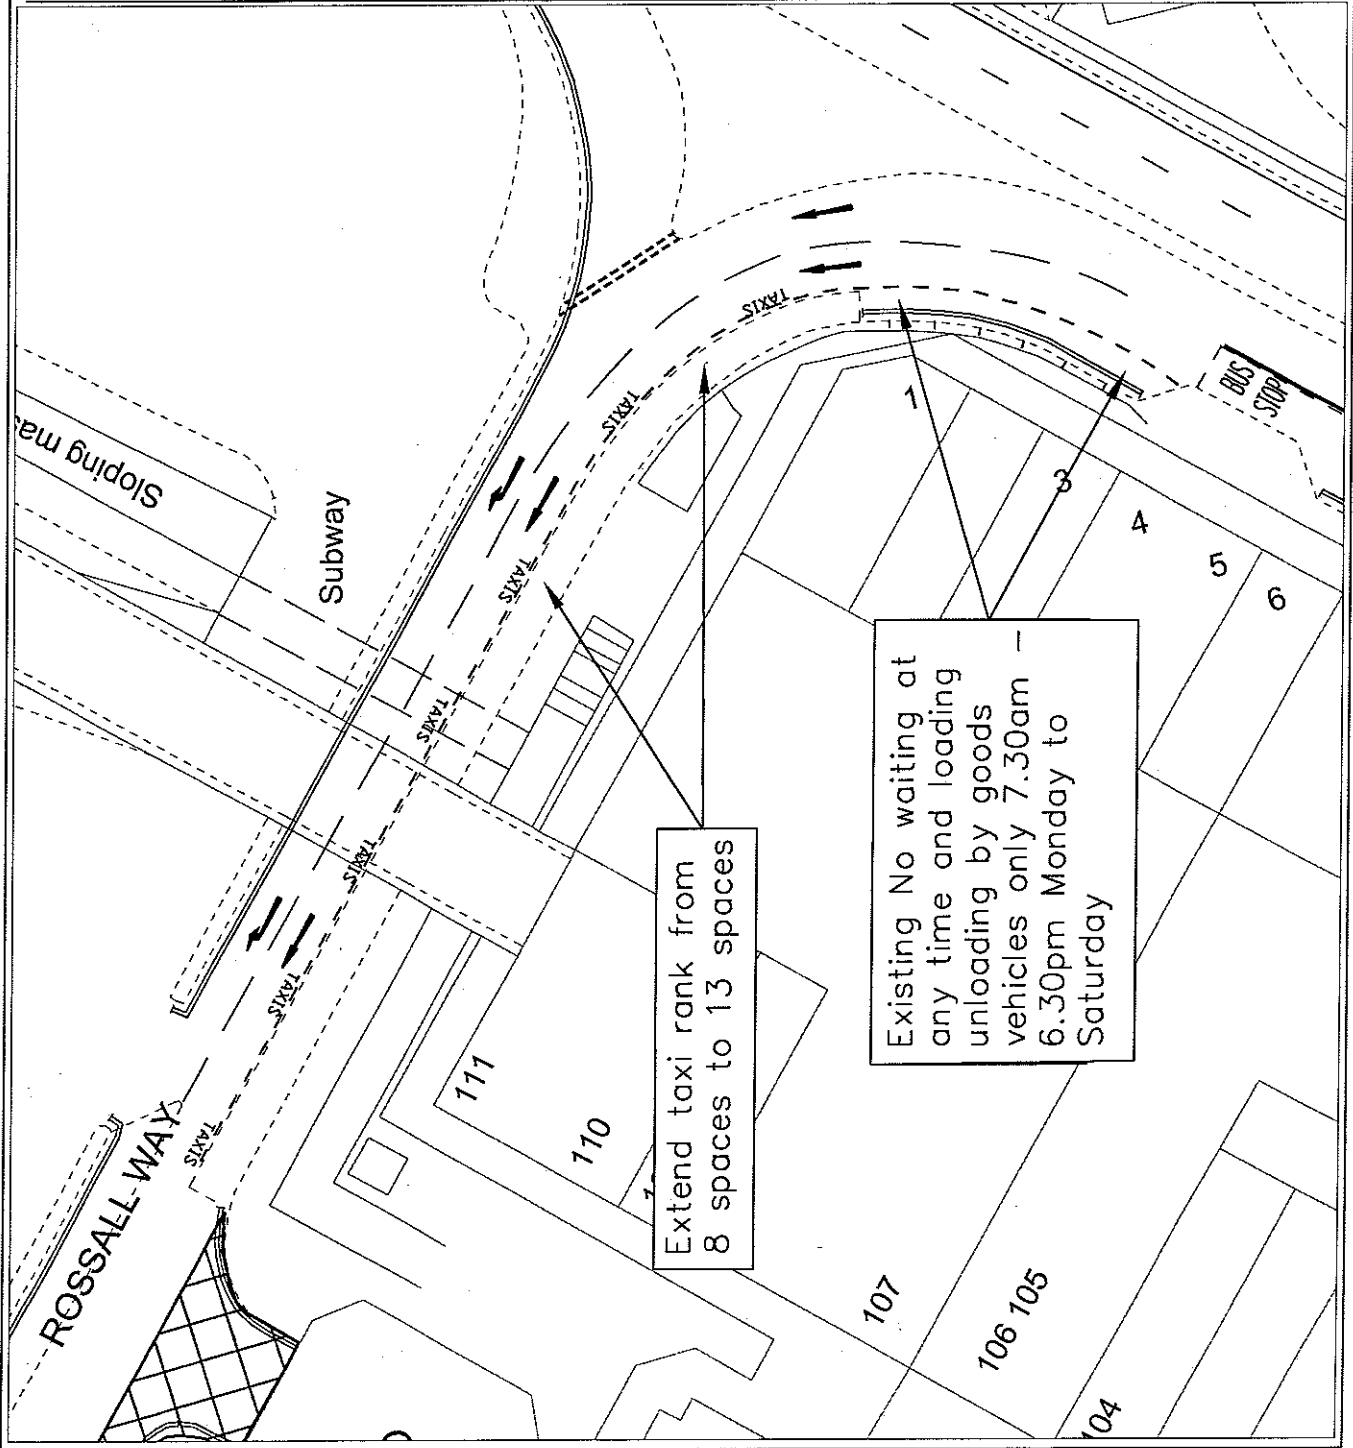 ROSSALL WAY
Subway
Sloping
TAXIS
TAXIS
TAXIS
TAXIS
TAXIS
TAXIS
TAXIS
BUS
STOP
Extend taxi rank from
8 spaces to 13 spaces
Existing No waiting at
any time and loading
unloading by goods
vehicles only 7.30am –
6.30pm Monday to
Saturday
1
3
4
5
6
111
110
107
106
105
104